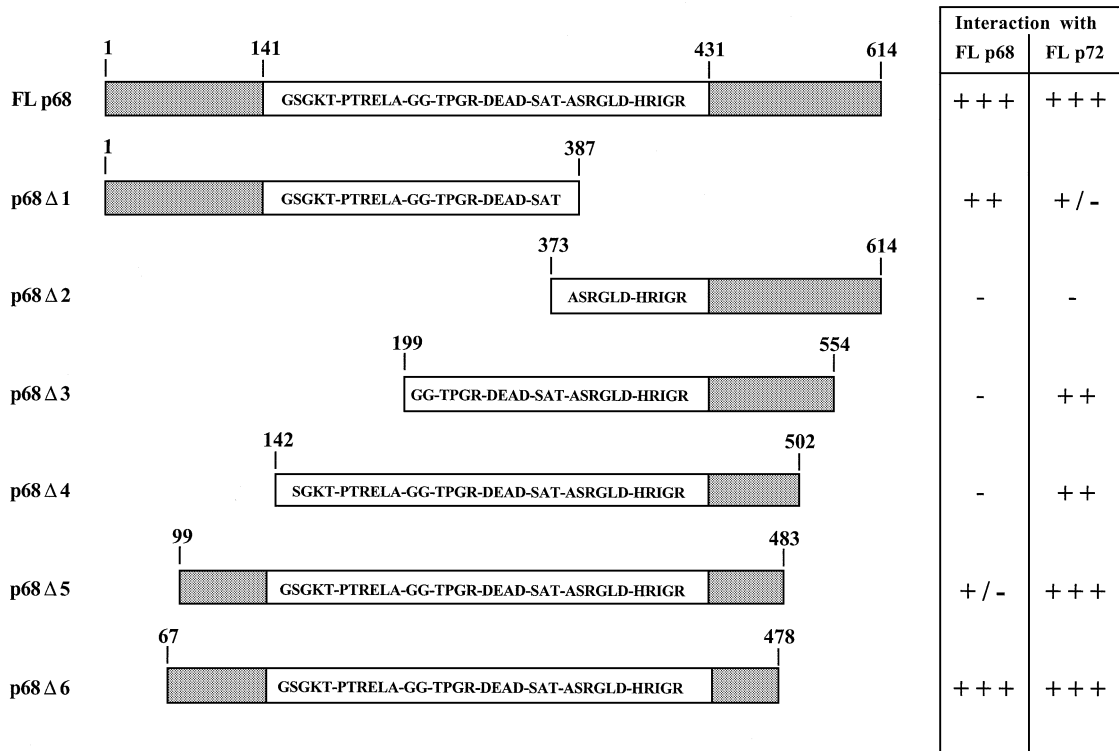 Interaction with
FL p68 FL p72
1 141 431 614
FL p68 GSGKT-PTRELA-GG-TPGR-DEAD-SAT-ASRGLD-HRIGR +++ +++
1 387
p68 Δ 1 GSGKT-PTRELA-GG-TPGR-DEAD-SAT ++ +/-
373 614
p68 Δ 2 ASRGLD-HRIGR - -
199 554
p68 Δ 3 GG-TPGR-DEAD-SAT-ASRGLD-HRIGR - ++
142 502
p68 Δ 4 SGKT-PTRELA-GG-TPGR-DEAD-SAT-ASRGLD-HRIGR - ++
99 483
p68 Δ 5 GSGKT-PTRELA-GG-TPGR-DEAD-SAT-ASRGLD-HRIGR +/- +++
67 478
p68 Δ 6 GSGKT-PTRELA-GG-TPGR-DEAD-SAT-ASRGLD-HRIGR +++ +++